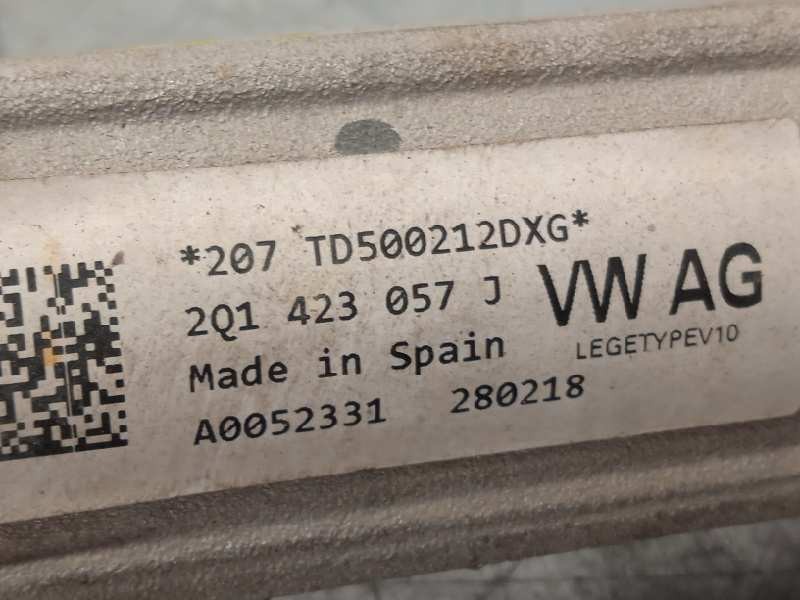 *207 TD500212DXG*
2Q1 423 057 J
VW AG
LEGETYPEV10
Made in Spain
A0052331 280218